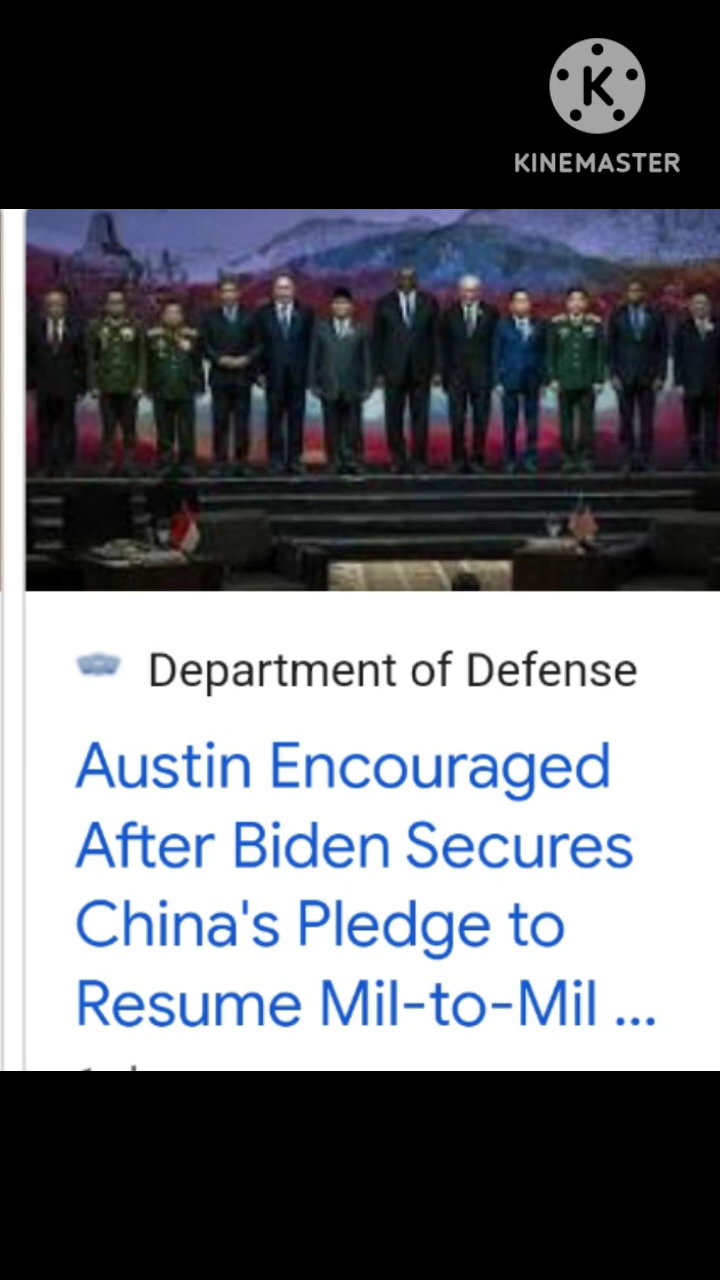 KINEMASTER
Department of Defense
Austin Encouraged
After Biden Secures
China's Pledge to
Resume Mil-to-Mil ...